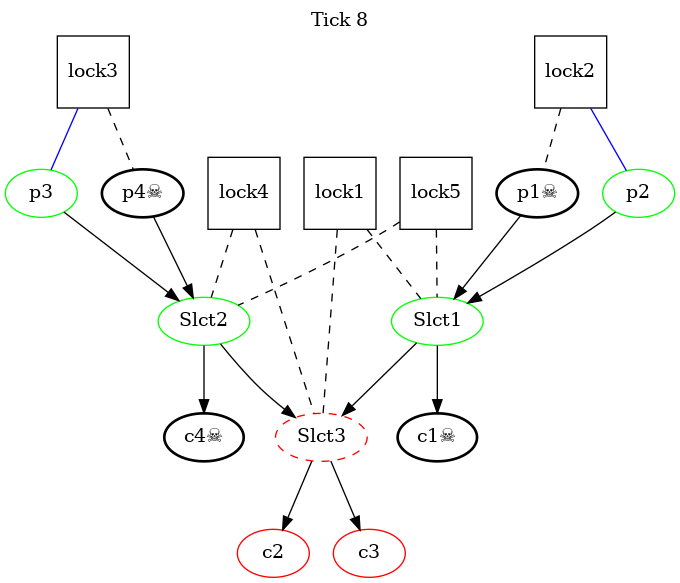 Tick 8
lock3
lock2
p3
p4☠
lock4
lock1
lock5
p1☠
p2
Slct2
Slct1
c4☠
Slct3
c1☠
c2
c3